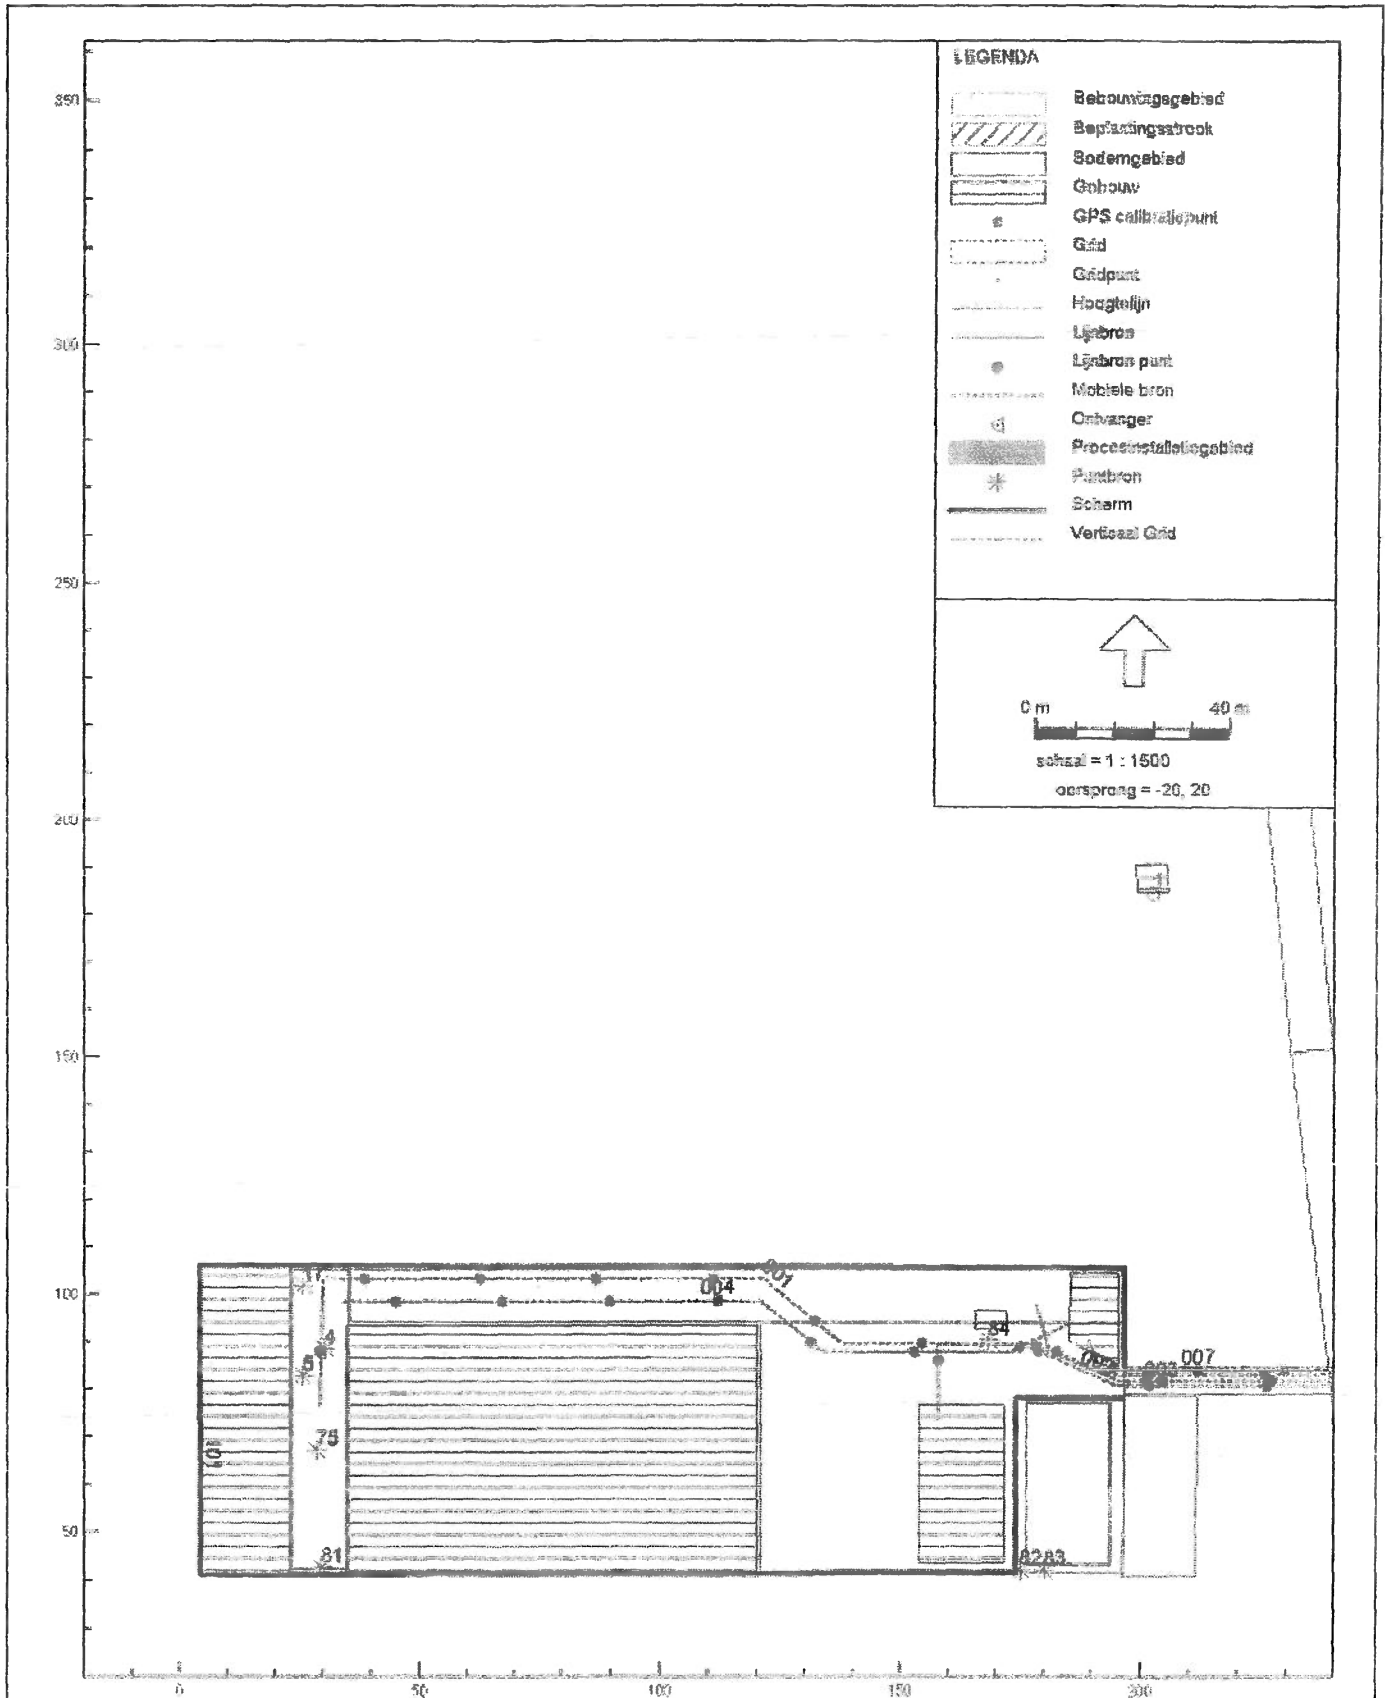 LEGENDA
Bebouwingsgebied
Beplantingsstrook
Bodemgebied
Gebouw
GPS calibratiepunt
Grid
Gridpunt
Hoogtelijn
Lijnbron
Lijnbron punt
Mobiele bron
Ontvanger
Procesinstallatiegebied
Puntbron
Scherm
Verticaal Grid
0 m 40 m
schaal = 1 : 1500
oorsprong = -20, 20
350
300
250
200
150
100
50
001
004
84
007
75
81
8283
0 50 100 150 200